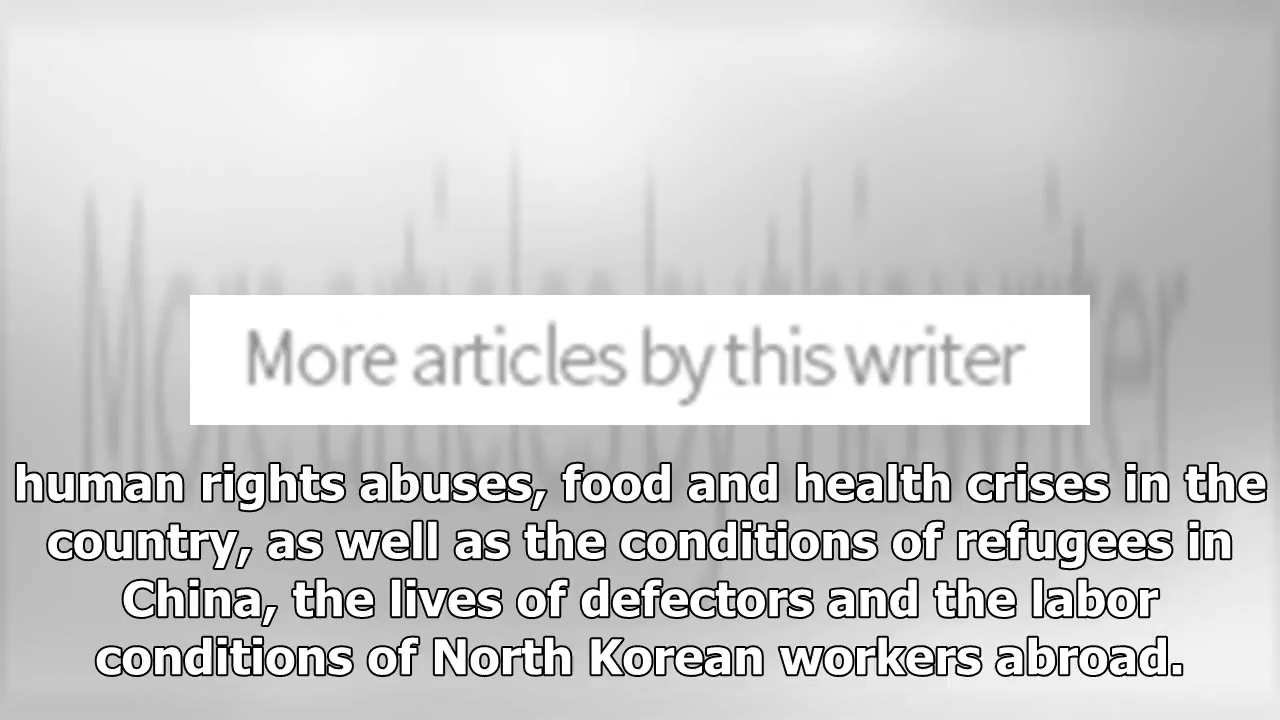 More articles by this writer
human rights abuses, food and health crises in the
country, as well as the conditions of refugees in
China, the lives of defectors and the labor
conditions of North Korean workers abroad.